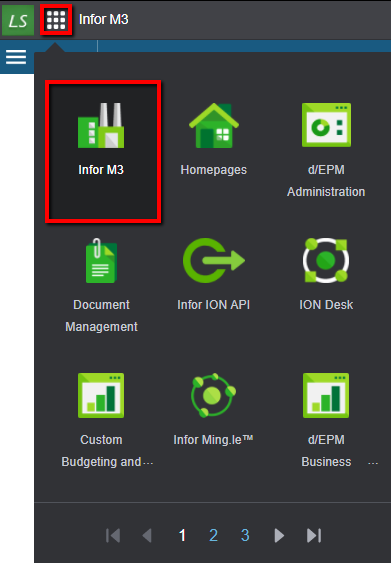 LS
Infor M3
Infor M3
Homepages
d/EPM
Administration
Document
Management
Infor ION API
ION Desk
Custom
Budgeting and...
Infor Ming.le™
d/EPM
Business ...
1 2 3